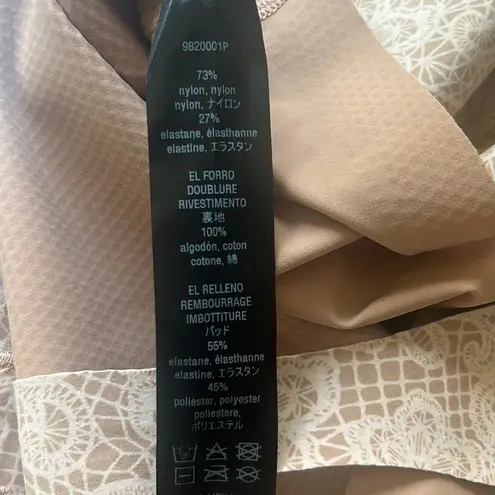 9820001P
73%
nylon, nylon
nylon, ナイロン
27%
elastane, élasthanne
elastine, エラスタン
EL FORRO
DOUBLURE
RIVESTIMENTO
裏地
100%
algodón, coton
cotone, 綿
EL RELLENO
REMBOURRAGE
IMBOTTITURE
パッド
55%
elastane, élasthanne
elastine, エラスタン
45%
poliéster, polyester
poliestere,
ポリエステル